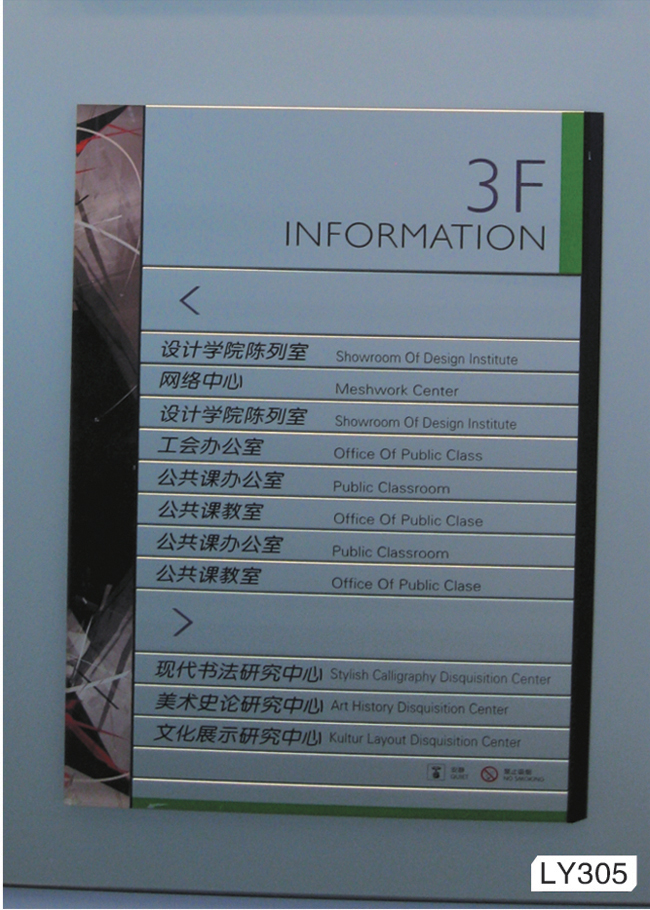 3F
INFORMATION
<
设计学院陈列室 Showroom Of Design Institute
网络中心 Meshwork Center
设计学院陈列室 Showroom Of Design Institute
工会办公室 Office Of Public Class
公共课办公室 Public Classroom
公共课教室 Office Of Public Clase
公共课办公室 Public Classroom
公共课教室 Office Of Public Clase
>
现代书法研究中心 Stylish Calligraphy Disquisition Center
美术史论研究中心 Art History Disquisition Center
文化展示研究中心 Kultur Layout Disquisition Center
QUIET
NO SMOKING
LY305